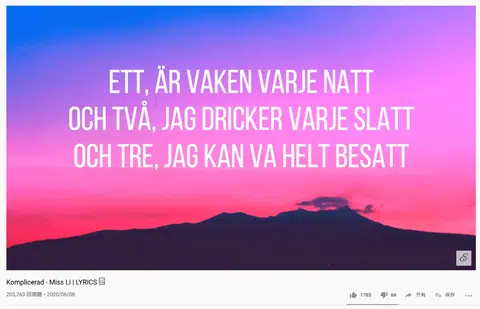 ETT, ÄR VAKEN VARJE NATT
OCH TVÅ, JAG DRICKER VARJE SLATT
OCH TRE, JAG KAN VA HELT BESATT
Komplicerad - Miss Li | LYRICS
203,763 回視聴・2020/06/08
1785
66
共有
保存